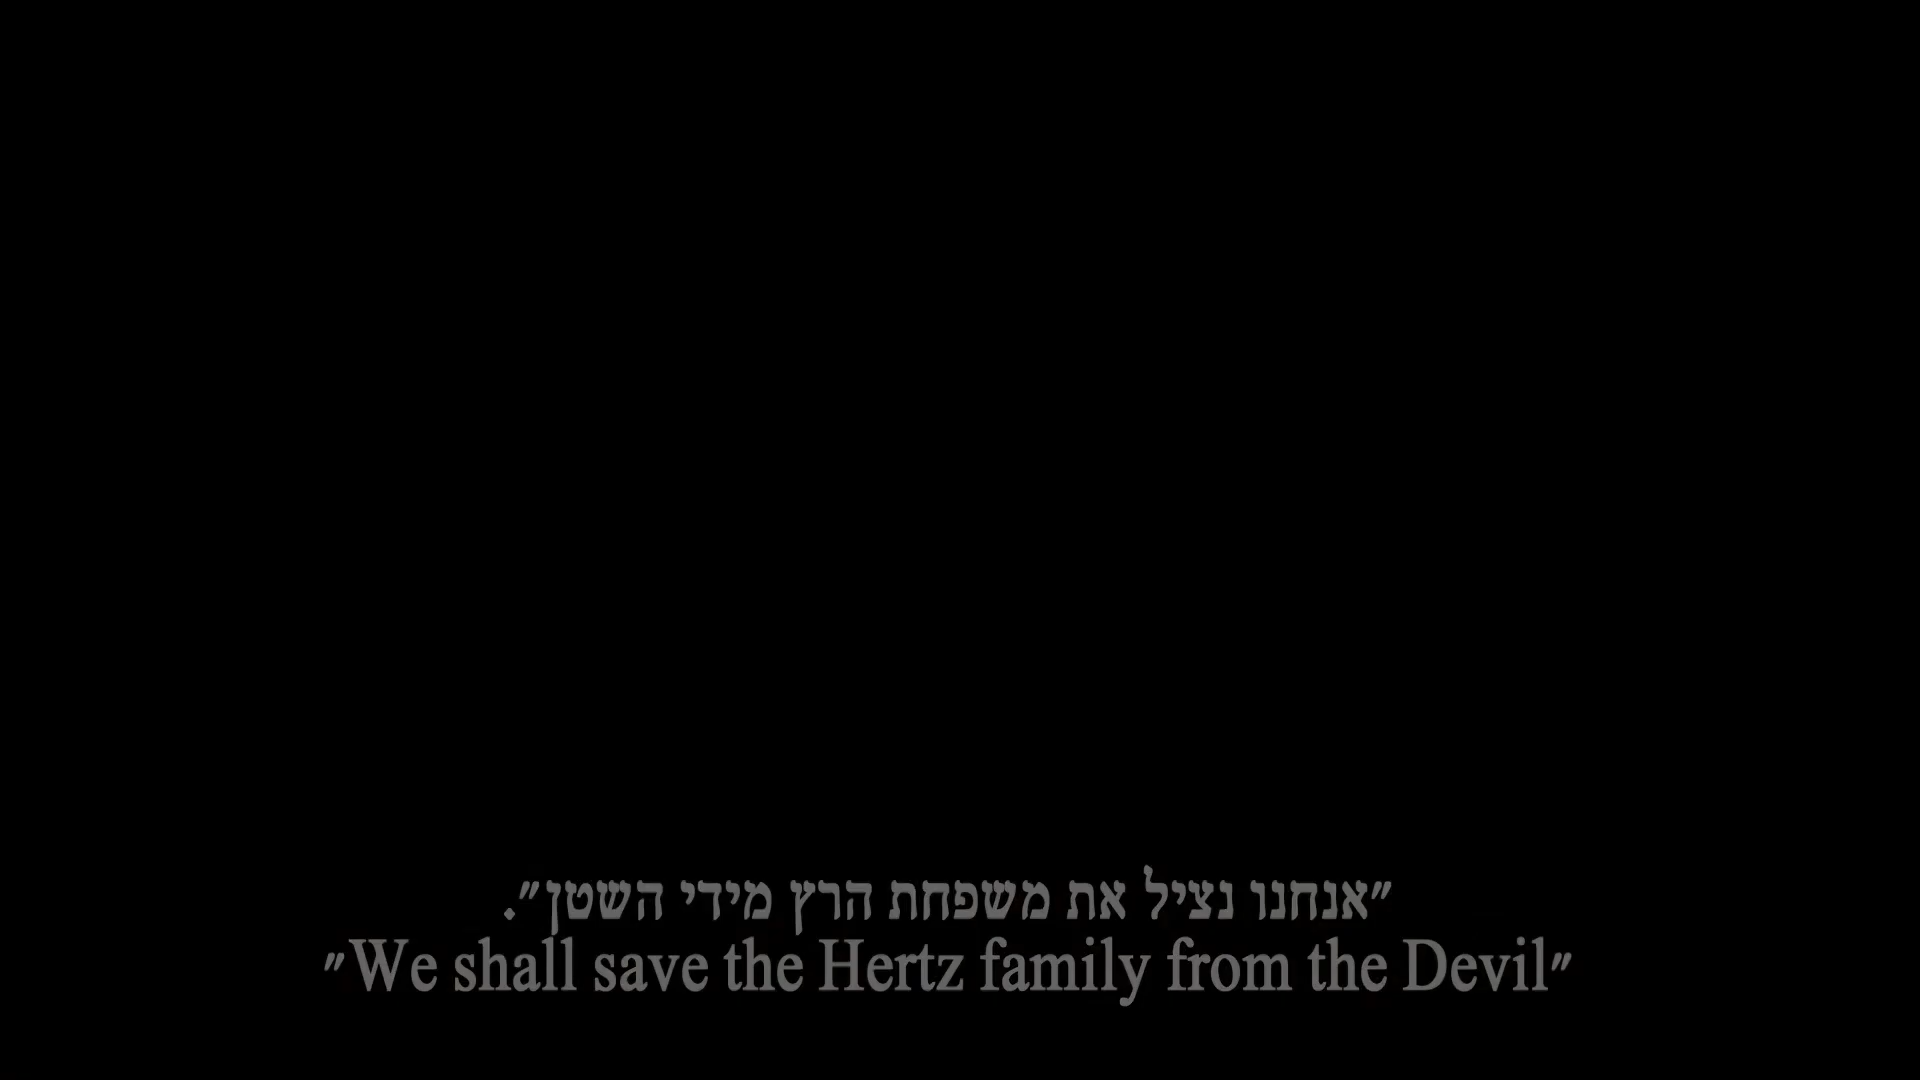 "אנחנו נציל את משפחת הרץ מידי השטן".
"We shall save the Hertz family from the Devil"